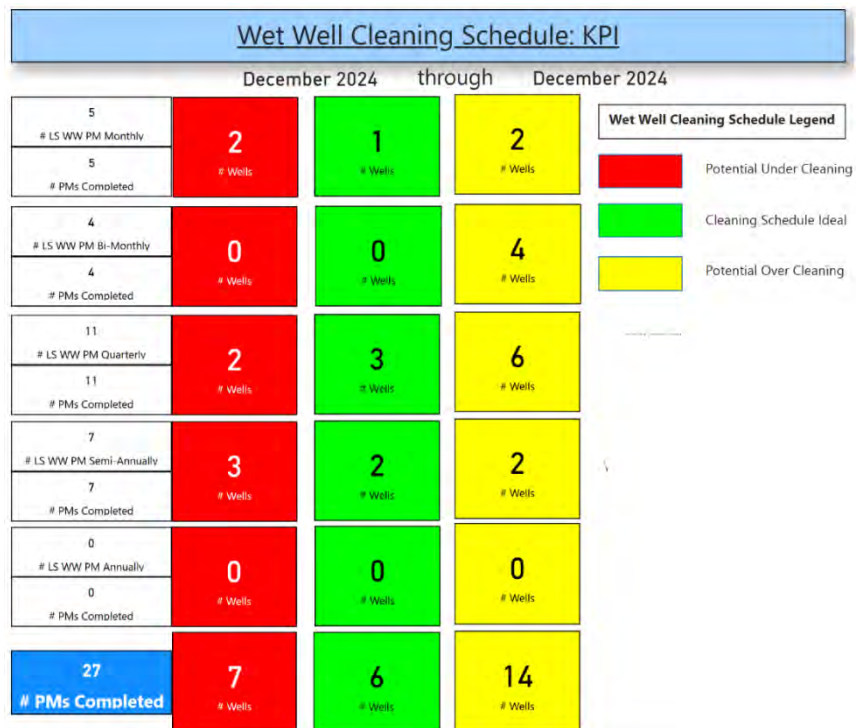 Wet Well Cleaning Schedule: KPI
December 2024 through December 2024
5
# LS WW PM Monthly
5
# PMs Completed
2
# Wells
1
# Wells
2
# Wells
Wet Well Cleaning Schedule Legend
Potential Under Cleaning
Cleaning Schedule Ideal
Potential Over Cleaning
4
# LS WW PM Bi-Monthly
4
# PMs Completed
0
# Wells
0
# Wells
4
# Wells
11
# LS WW PM Quarterly
11
# PMs Completed
2
# Wells
3
# Wells
6
# Wells
7
# LS WW PM Semi-Annually
7
# PMs Completed
3
# Wells
2
# Wells
2
# Wells
0
# LS WW PM Annually
0
# PMs Completed
0
# Wells
0
# Wells
0
# Wells
27
# PMs Completed
7
# Wells
6
# Wells
14
# Wells